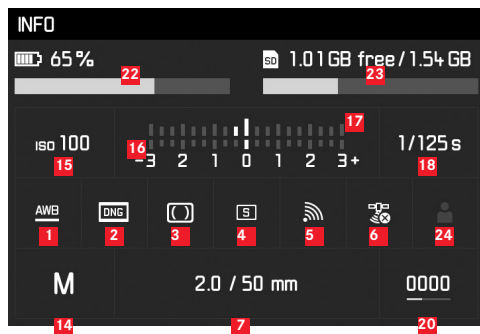 INFO
65% SD 1.01GB free/1.54 GB
22 23
17
ISO 100 1/125 s
16 -3 2 1 0 1 2 3+
15 18
AWB DNG ( ) S
1 2 3 4 5 6 24
M 2.0 / 50 mm 0000
14 7 20